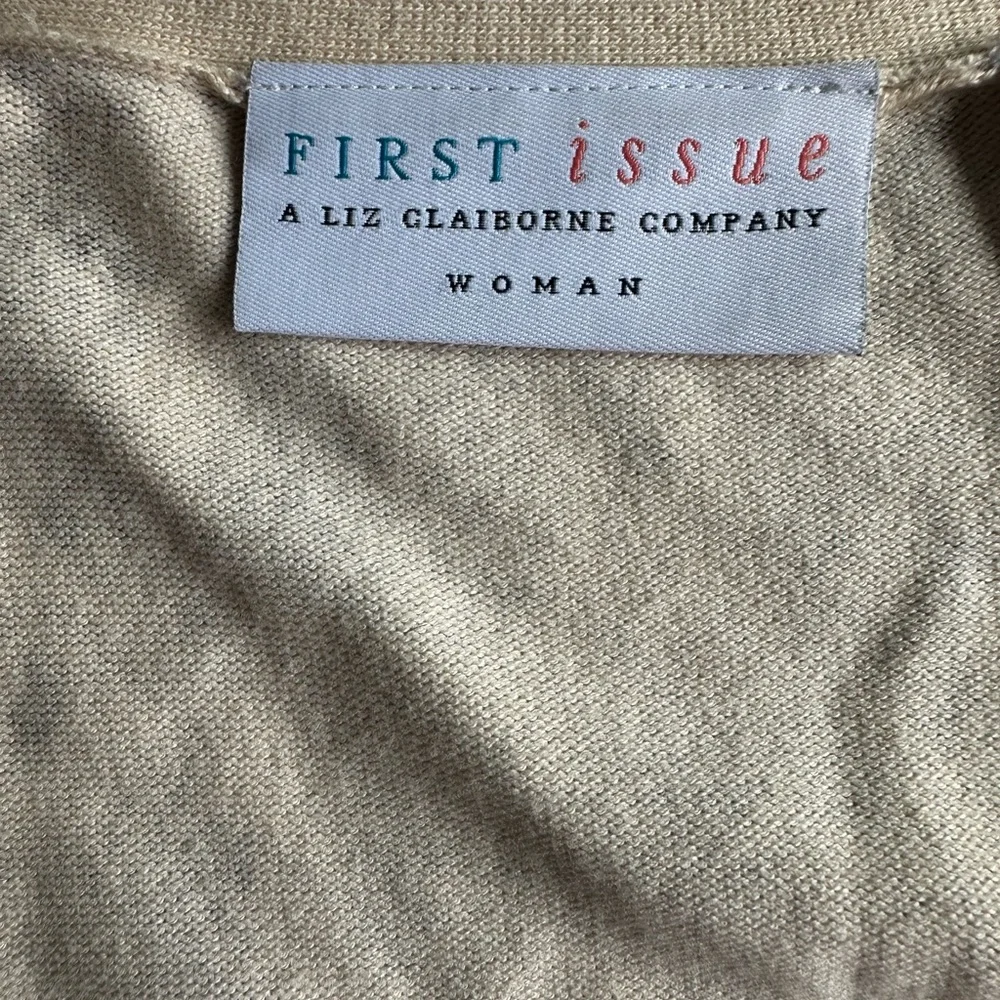 FIRST issue
A LIZ CLAIBORNE COMPANY
WOMAN